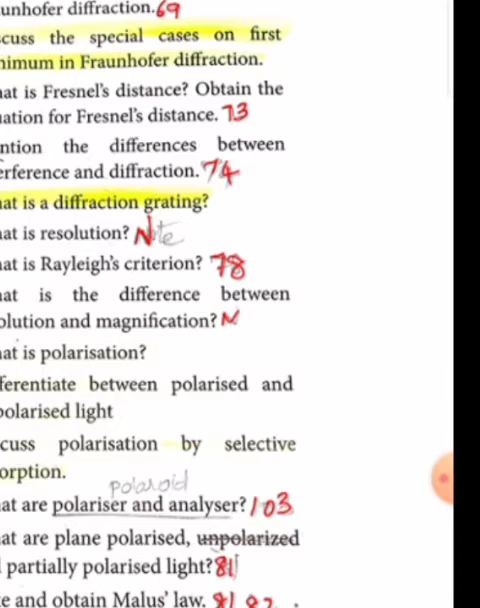 unhofer diffraction. 69
cuss the special cases on first
nimum in Fraunhofer diffraction.
at is Fresnel's distance? Obtain the
ation for Fresnel's distance. 73
ntion the differences between
erference and diffraction. 74
at is a diffraction grating?
at is resolution? Note
at is Rayleigh's criterion? 78
at is the difference between
olution and magnification? N
at is polarisation?
ferentiate between polarised and
polarised light
cuss polarisation by selective
orption.
polaroid
at are polariser and analyser? 103
at are plane polarised, unpolarized
partially polarised light? 81
e and obtain Malus' law. 81 82